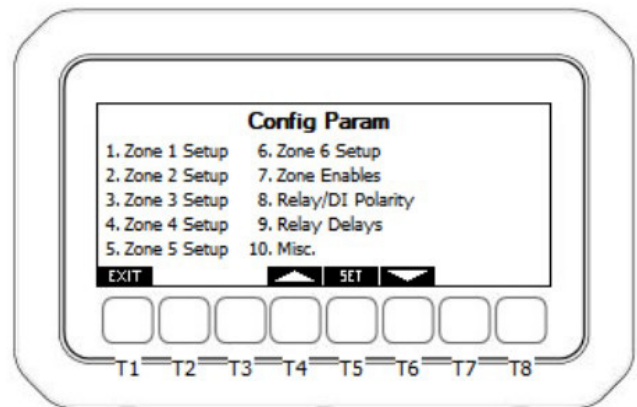 Config Param
1. Zone 1 Setup
2. Zone 2 Setup
3. Zone 3 Setup
4. Zone 4 Setup
5. Zone 5 Setup
6. Zone 6 Setup
7. Zone Enables
8. Relay/DI Polarity
9. Relay Delays
10. Misc.
EXIT SET
T1 T2 T3 T4 T5 T6 T7 T8